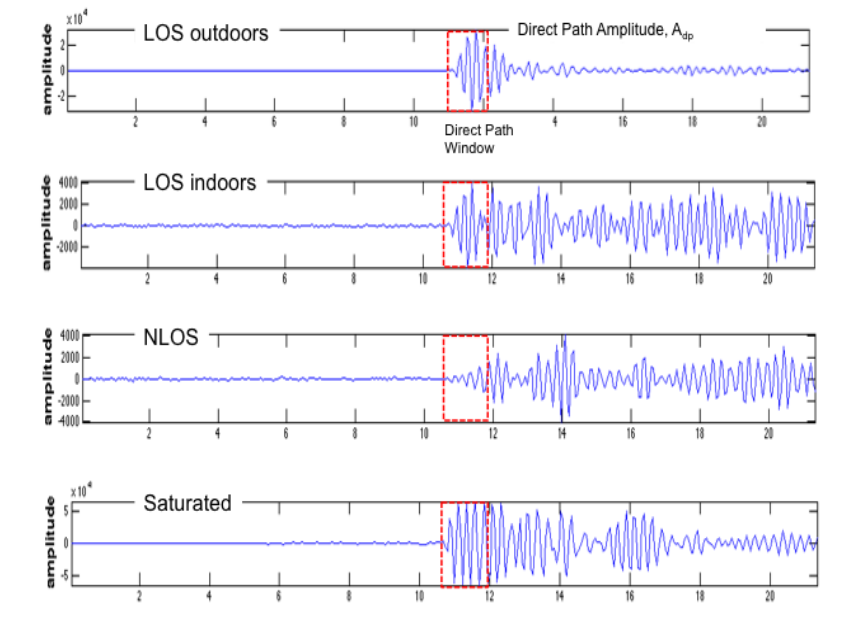 x10⁴
LOS outdoors
Direct Path Amplitude, A_dp
amplitude
2
0
-2
2 4 6 8 10 4 16 18 20
Direct Path
Window
LOS indoors
amplitude
4000
2000
0
-2000
2 4 6 8 10 12 14 16 18 20
NLOS
amplitude
4000
2000
0
-2000
-4000
2 4 6 8 10 12 14 16 18 20
x10⁴
Saturated
amplitude
5
0
-5
2 4 6 8 10 12 14 16 18 20